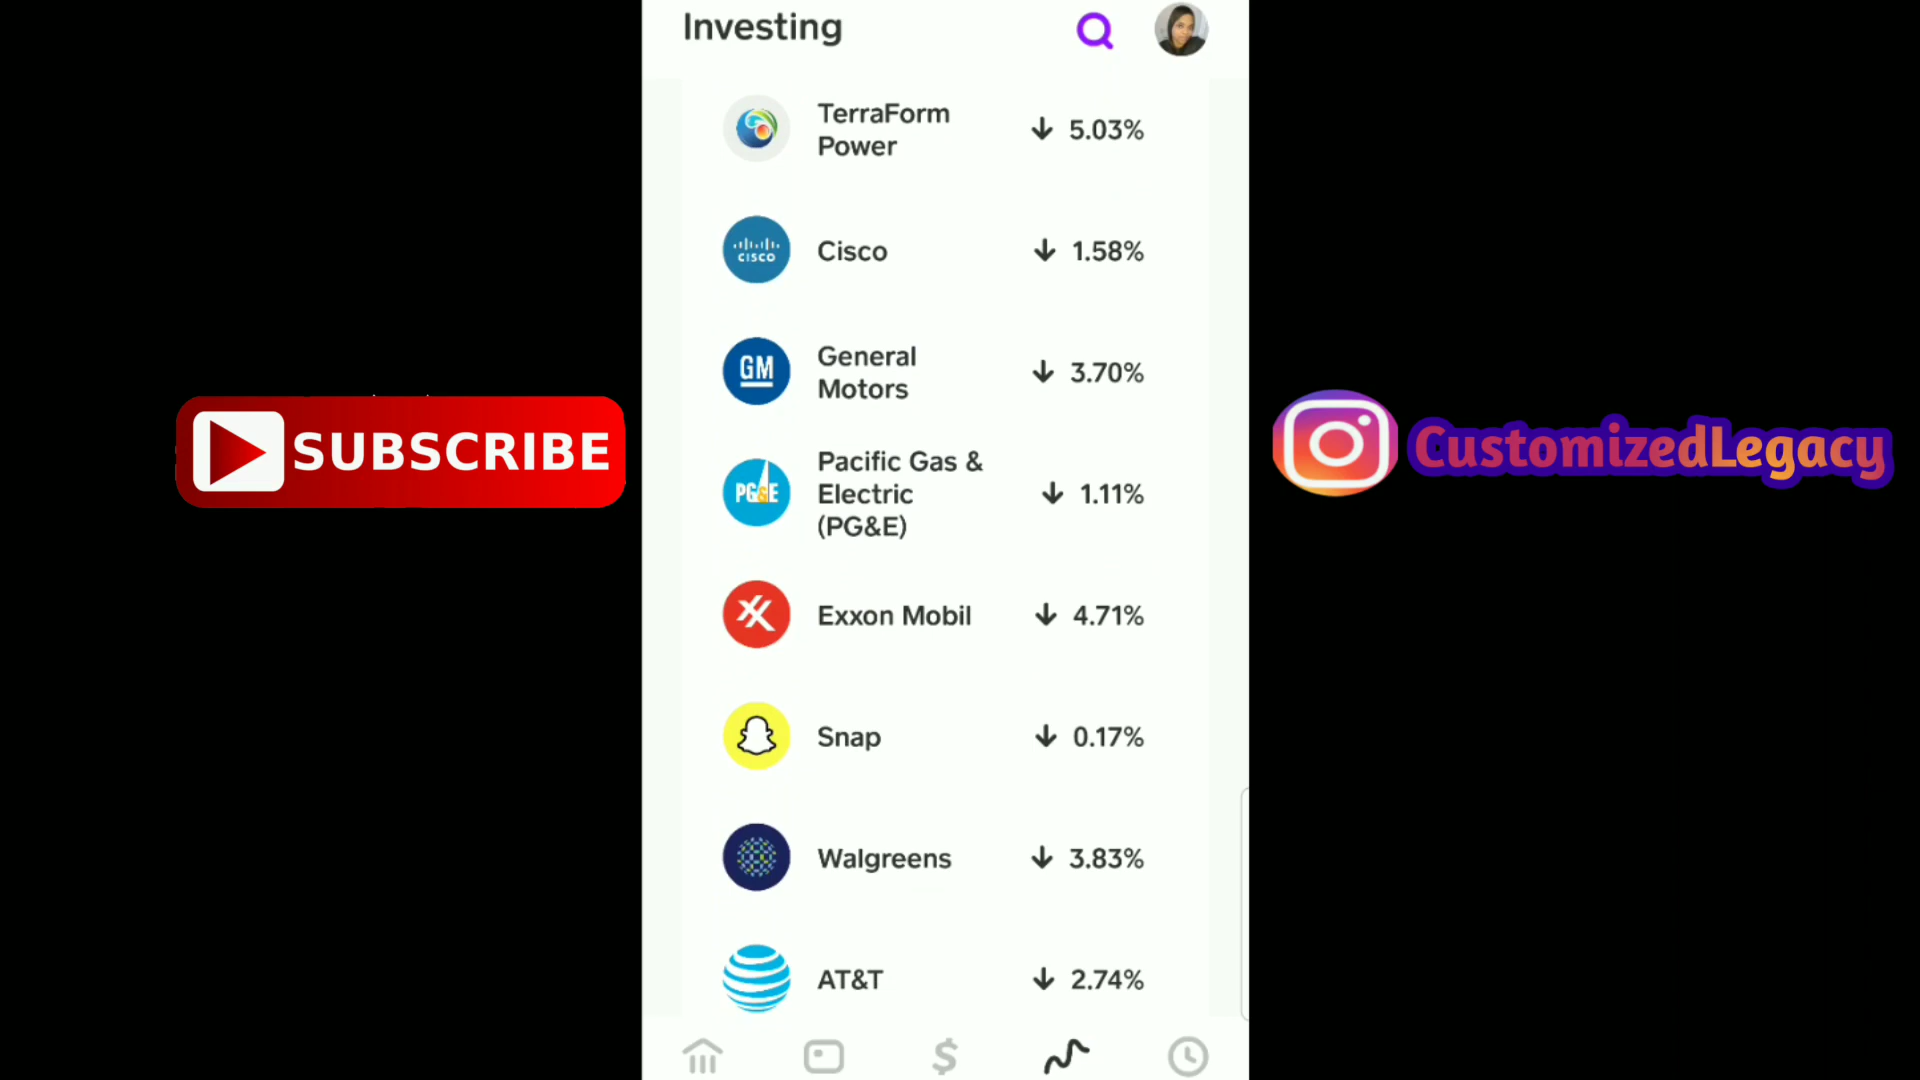 Investing
TerraForm
Power
5.03%
CISCO
Cisco
1.58%
GM
General
Motors
3.70%
PG&E
Pacific Gas &
Electric
(PG&E)
1.11%
Exxon Mobil
4.71%
Snap
0.17%
Walgreens
3.83%
AT&T
2.74%
$
SUBSCRIBE
CustomizedLegacy